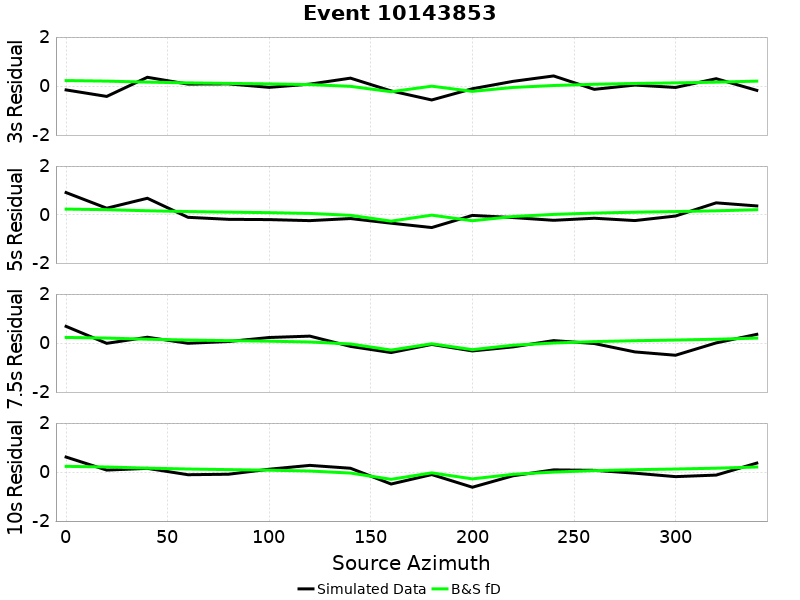 Event 10143853
3s Residual
2
0
-2
5s Residual
2
0
-2
7.5s Residual
2
0
-2
10s Residual
2
0
-2
0 50 100 150 200 250 300
Source Azimuth
Simulated Data B&S fD